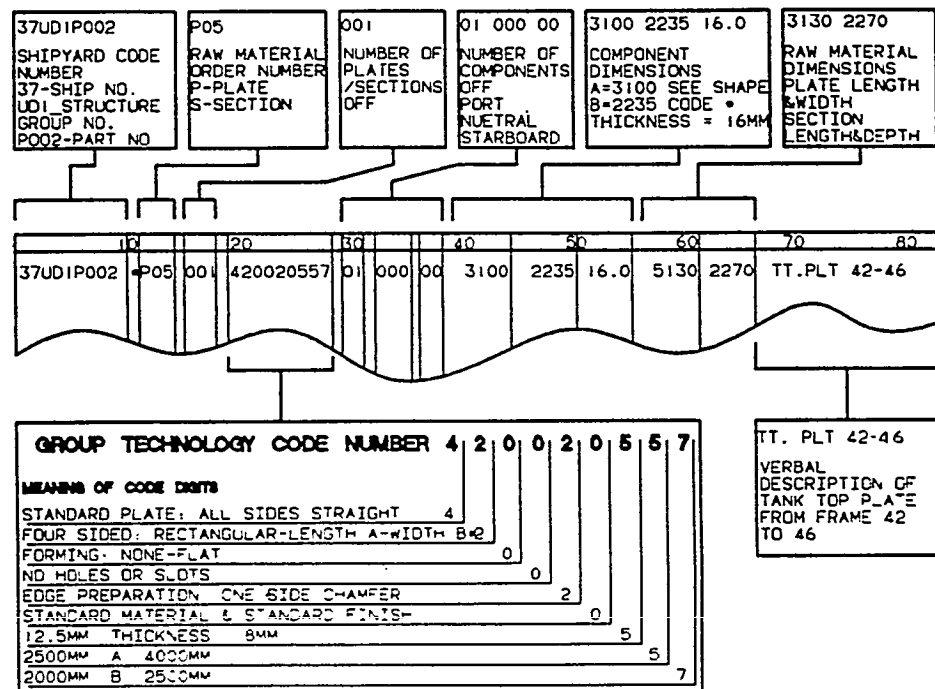 37UD1P002
SHIPYARD CODE
NUMBER
37-SHIP NO.
UD1 STRUCTURE
GROUP NO.
P002-PART NO
P05
RAW MATERIAL
ORDER NUMBER
P-PLATE
S-SECTION
001
NUMBER OF
PLATES
/SECTIONS
OFF
01 000 00
NUMBER OF
COMPONENTS
OFF
PORT
NUETRAL
STARBOARD
3100 2235 16.0
COMPONENT
DIMENSIONS
A=3100 SEE SHAPE
B=2235 CODE *
THICKNESS = 16MM
3130 2270
RAW MATERIAL
DIMENSIONS
PLATE LENGTH
&WIDTH
SECTION
LENGTH&DEPTH
10 20 30 40 50 60 70 80
37UD1P002 *P05 001 420020557 01 000 00 3100 2235 16.0 5130 2270 TT.PLT 42-46
GROUP TECHNOLOGY CODE NUMBER 4 2 0 0 2 0 5 5 7
MEANING OF CODE DIGITS
STANDARD PLATE: ALL SIDES STRAIGHT 4
FOUR SIDED: RECTANGULAR-LENGTH A-WIDTH B*2
FORMING: NONE-FLAT 0
NO HOLES OR SLOTS 0
EDGE PREPARATION ONE SIDE CHAMFER 2
STANDARD MATERIAL & STANDARD FINISH 0
12.5MM THICKNESS 8MM 5
2500MM A 4000MM 5
2000MM B 2500MM 7
TT. PLT 42-46
VERBAL
DESCRIPTION OF
TANK TOP PLATE
FROM FRAME 42
TO 46